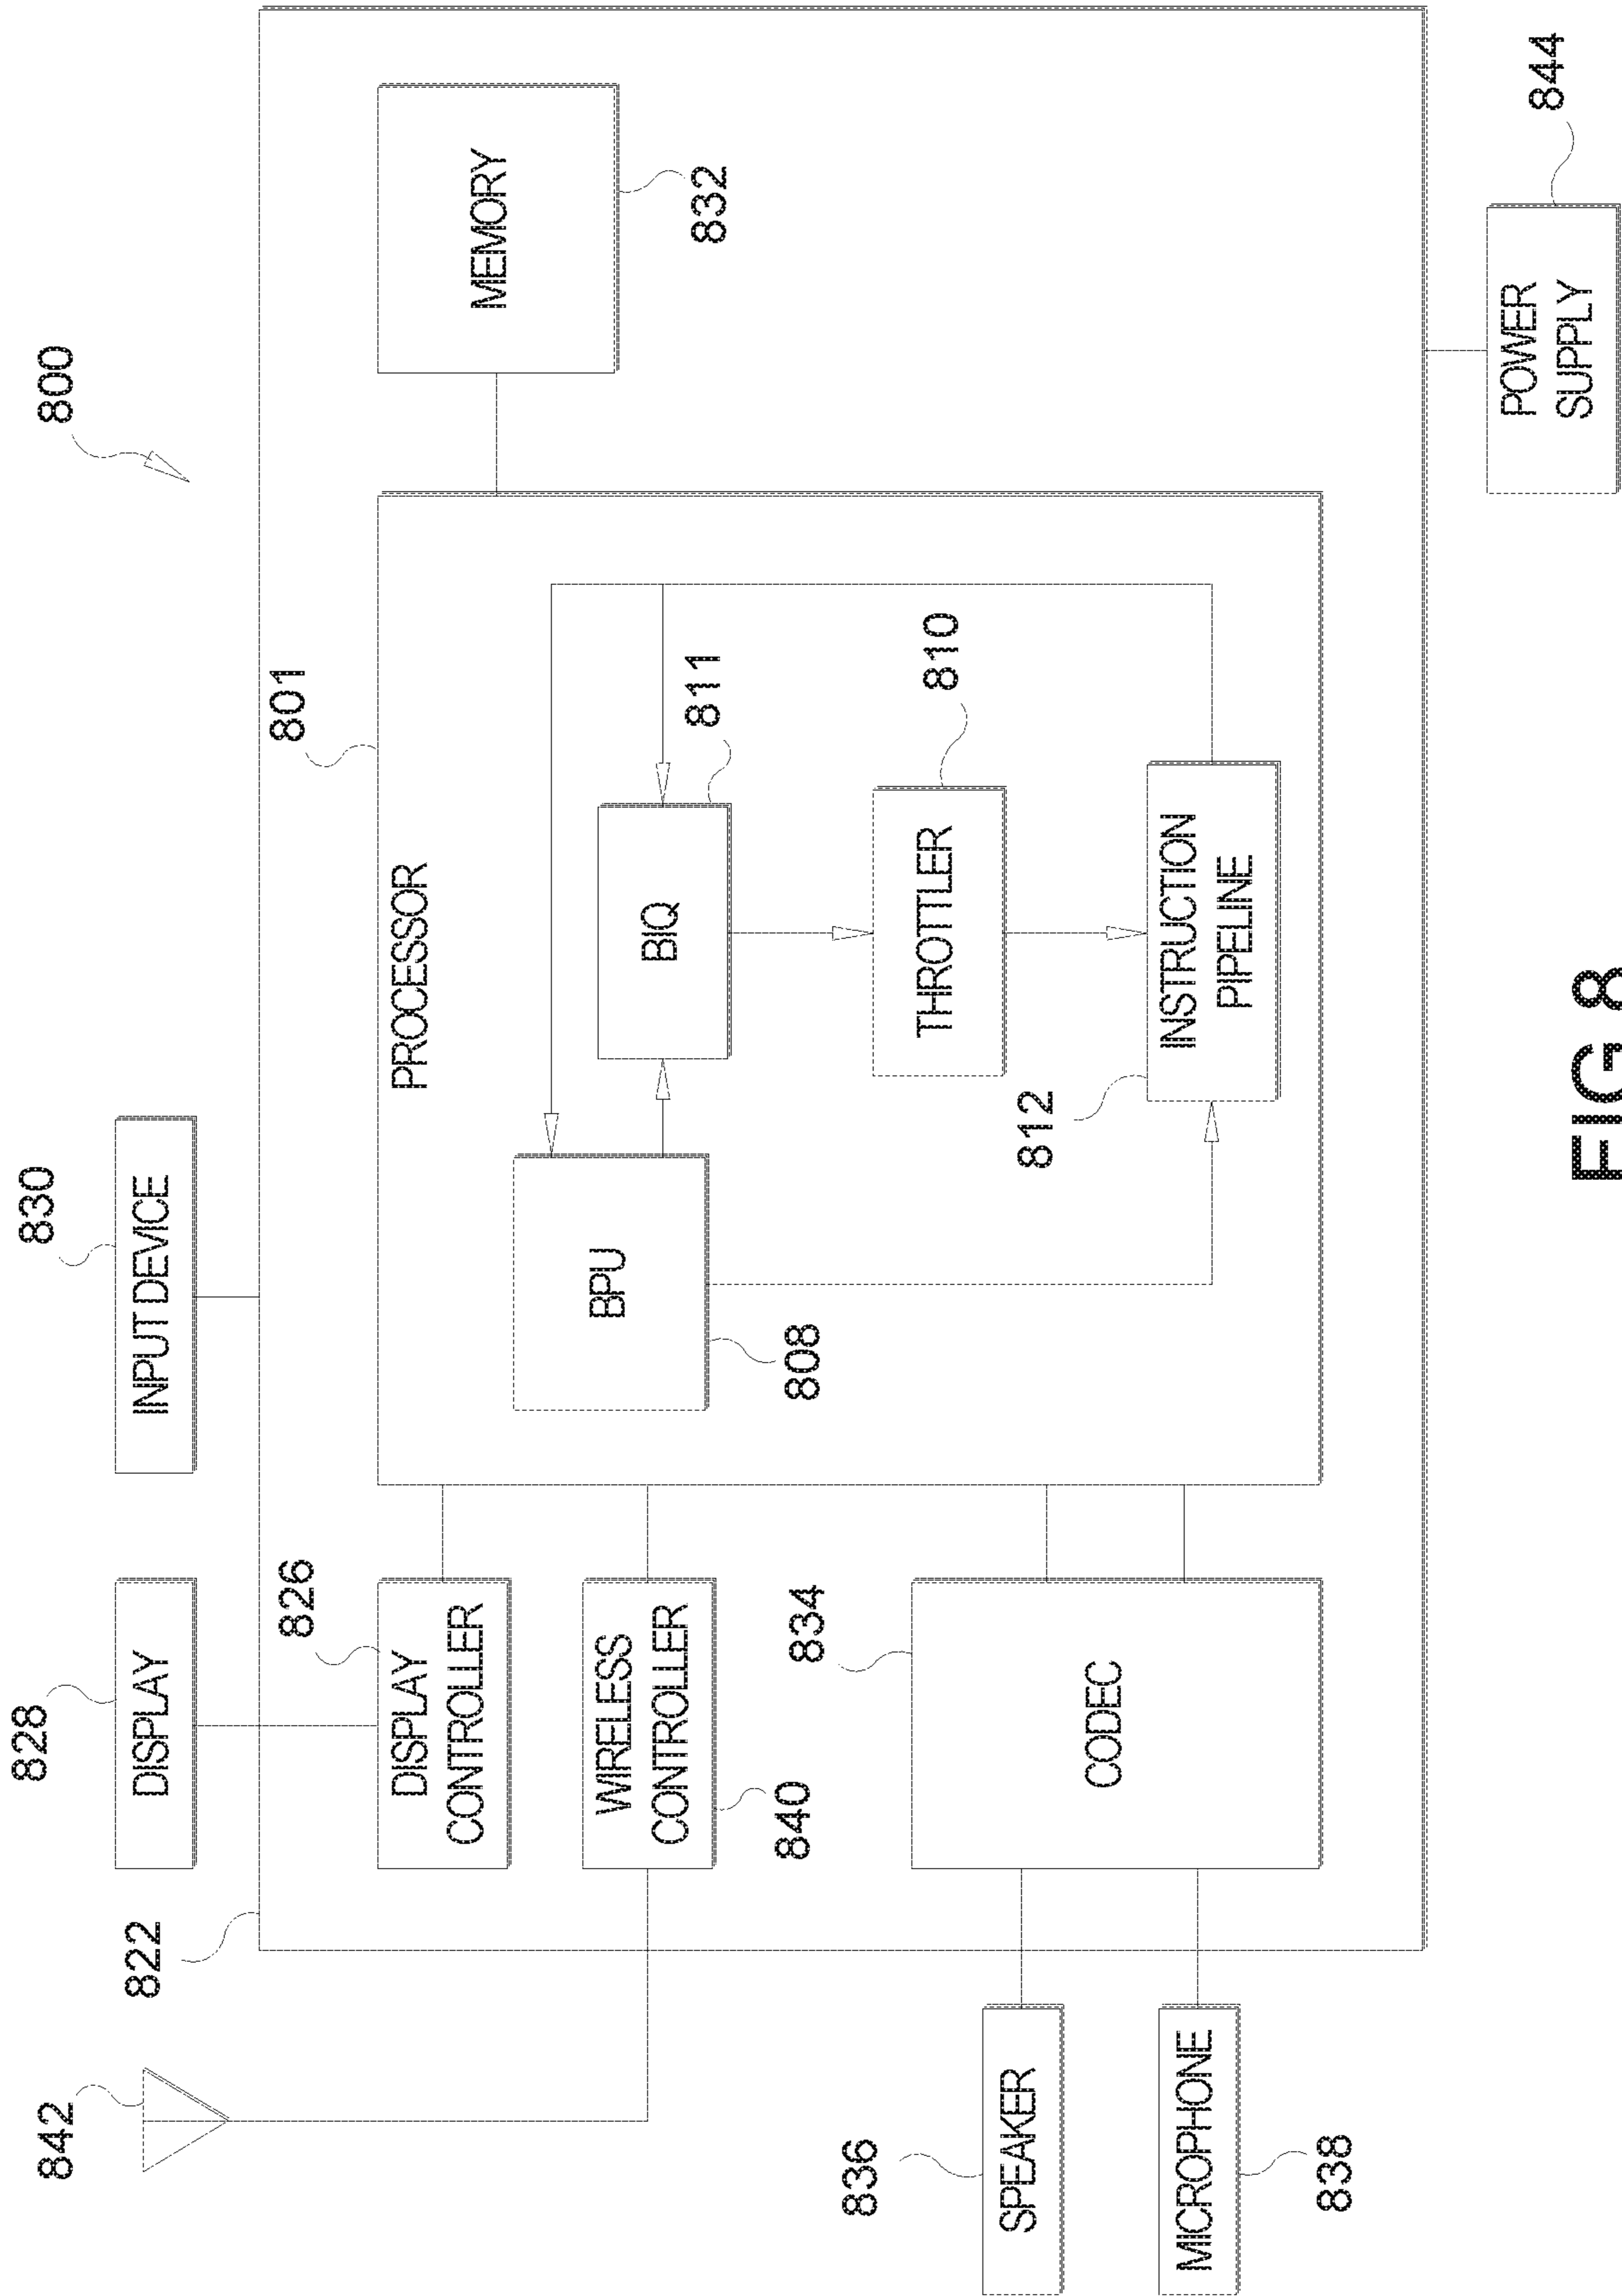 800
842
822
828
DISPLAY
830
INPUT DEVICE
826
DISPLAY
CONTROLLER
WIRELESS
CONTROLLER
840
834
CODEC
836
SPEAKER
MICROPHONE
838
801
PROCESSOR
BPU
808
BIQ
811
THROTTLER
810
812
INSTRUCTION
PIPELINE
MEMORY
832
POWER
SUPPLY
844
FIG 8